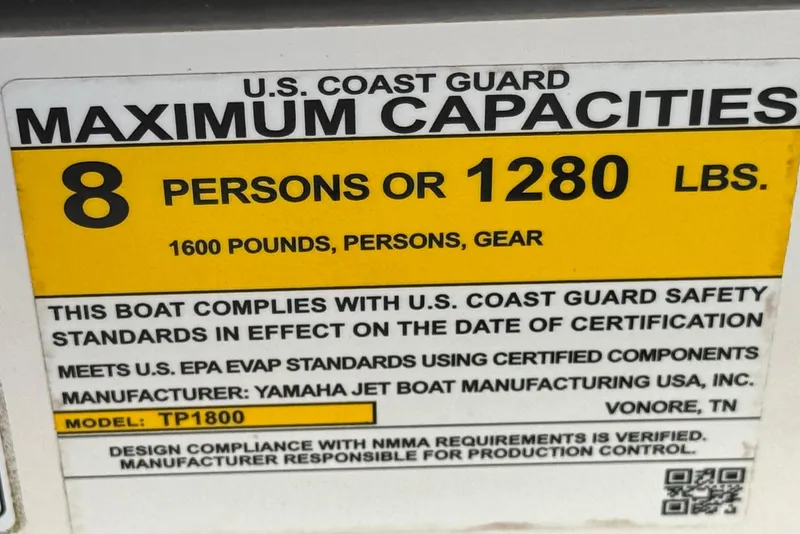 U.S. COAST GUARD
MAXIMUM CAPACITIES
8 PERSONS OR 1280 LBS.
1600 POUNDS, PERSONS, GEAR
THIS BOAT COMPLIES WITH U.S. COAST GUARD SAFETY
STANDARDS IN EFFECT ON THE DATE OF CERTIFICATION
MEETS U.S. EPA EVAP STANDARDS USING CERTIFIED COMPONENTS
MANUFACTURER: YAMAHA JET BOAT MANUFACTURING USA, INC.
MODEL: TP1800 VONORE, TN
DESIGN COMPLIANCE WITH NMMA REQUIREMENTS IS VERIFIED.
MANUFACTURER RESPONSIBLE FOR PRODUCTION CONTROL.